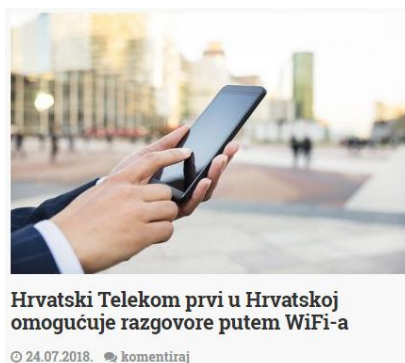 Hrvatski Telekom prvi u Hrvatskoj
omogućuje razgovore putem WiFi-a
24.07.2018. komentiraj